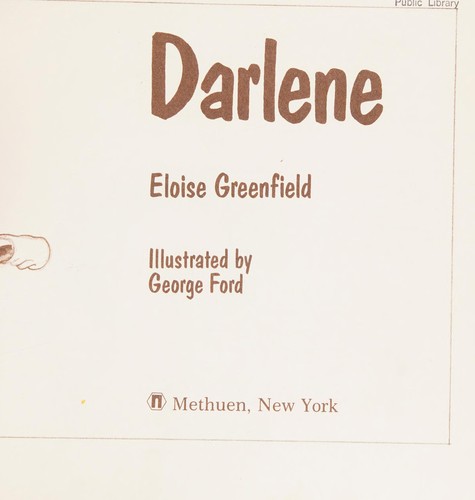 Public Library
Darlene
Eloise Greenfield
Illustrated by
George Ford
Methuen, New York